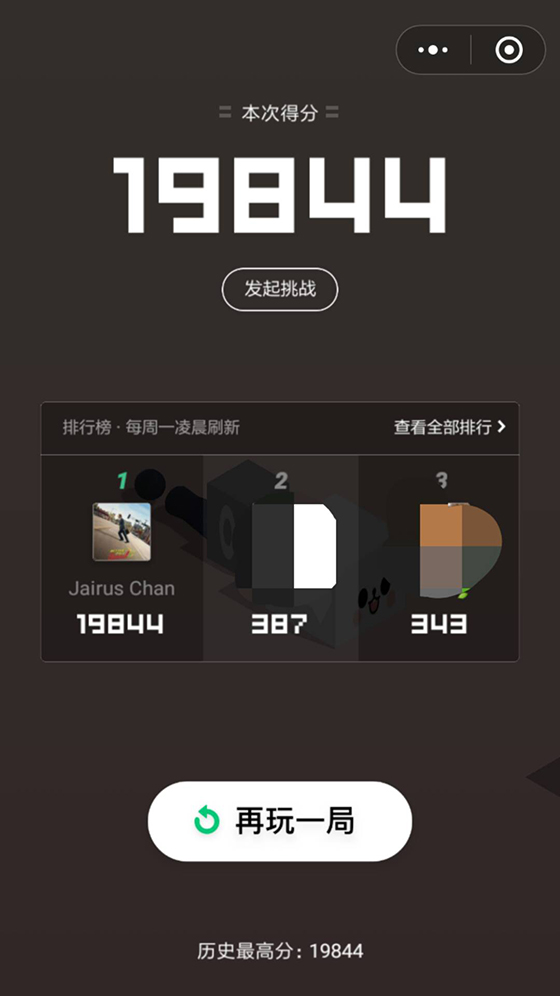 本次得分
19844
发起挑战
排行榜 · 每周一凌晨刷新
查看全部排行
1
2
3
Jairus Chan
19844
387
343
再玩一局
历史最高分：19844